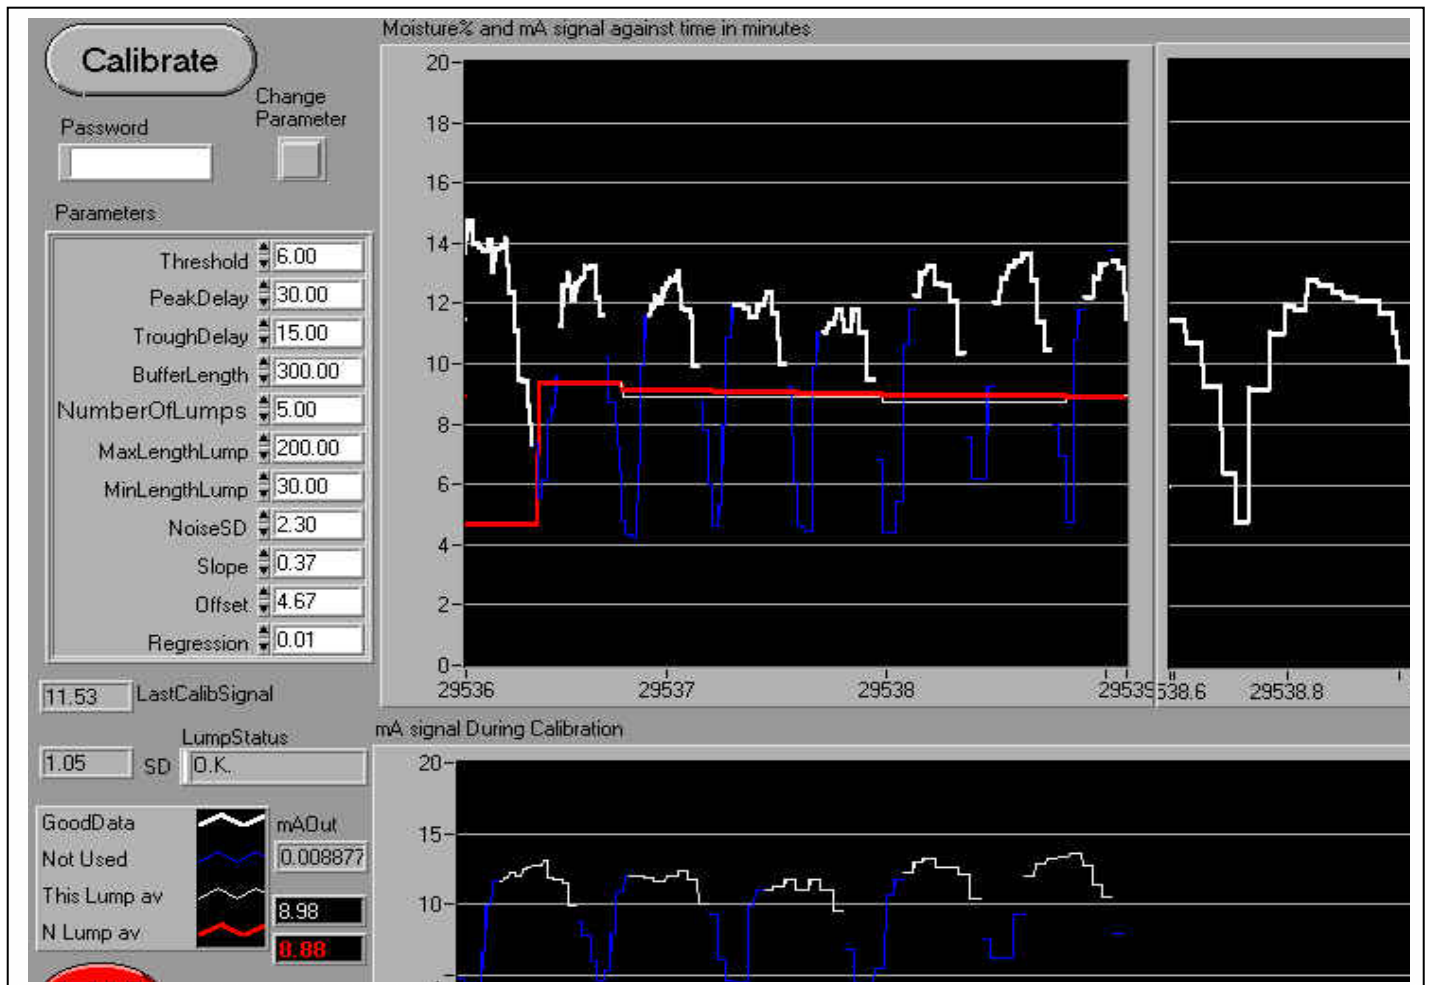 Calibrate
Change
Parameter
Password
Parameters
Threshold 6.00
PeakDelay 30.00
TroughDelay 15.00
BufferLength 300.00
NumberOfLumps 5.00
MaxLengthLump 200.00
MinLengthLump 30.00
NoiseSD 2.30
Slope 0.37
Offset 4.67
Regression 0.01
11.53 LastCalibSignal
LumpStatus
1.05 SD O.K.
GoodData
Not Used
This Lump av
N Lump av
mAOut
0.008877
8.98
8.88
Moisture% and mA signal against time in minutes
20
18
16
14
12
10
8
6
4
2
0
29536 29537 29538 29539
538.6 29538.8
mA signal During Calibration
20
15
10